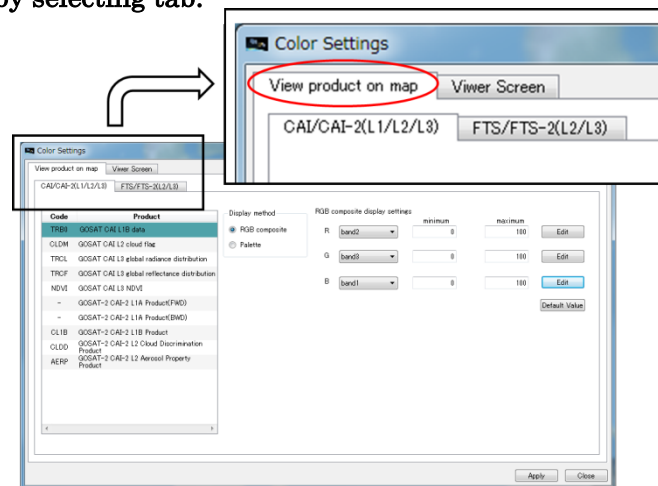 by selecting tab.
Color Settings
View product on map Viwer Screen
CAI/CAI-2(L1/L2/L3) FTS/FTS-2(L2/L3)
Color Settings
View product on map Viwer Screen
CAI/CAI-2(L1/L2/L3) FTS/FTS-2(L2/L3)
Code Product
TRB0 GOSAT CAI L1B data
CLDM GOSAT CAI L2 cloud flag
TRCL GOSAT CAI L3 global radiance distribution
TRCF GOSAT CAI L3 global reflectance distribution
NDVI GOSAT CAI L3 NDVI
- GOSAT-2 CAI-2 L1A Product(FWD)
- GOSAT-2 CAI-2 L1A Product(BWD)
CL1B GOSAT-2 CAI-2 L1B Product
CLDD GOSAT-2 CAI-2 L2 Cloud Discrimination
Product
AERP GOSAT-2 CAI-2 L2 Aerosol Property
Product
Display method
RGB composite
Palette
RGB composite display settings
minimum maximum
R band2 0 100 Edit
G band3 0 100 Edit
B band1 0 100 Edit
Default Value
Apply Close